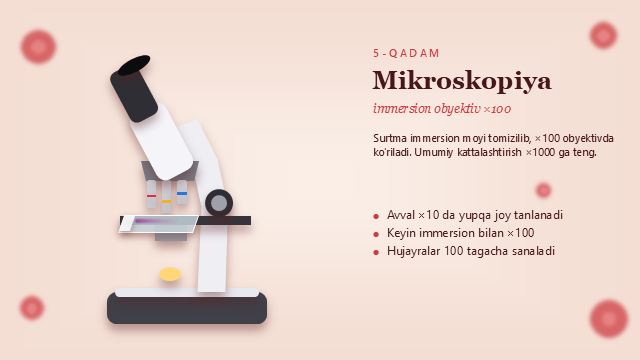 5-QADAM
Mikroskopiya
immersion obyektiv ×100
Surtma immersion moyi tomizilib, ×100 obyektivda
ko'riladi. Umumiy kattalashtirish ×1000 ga teng.
• Avval ×10 da yupqa joy tanlanadi
• Keyin immersion bilan ×100
• Hujayralar 100 tagacha sanaladi